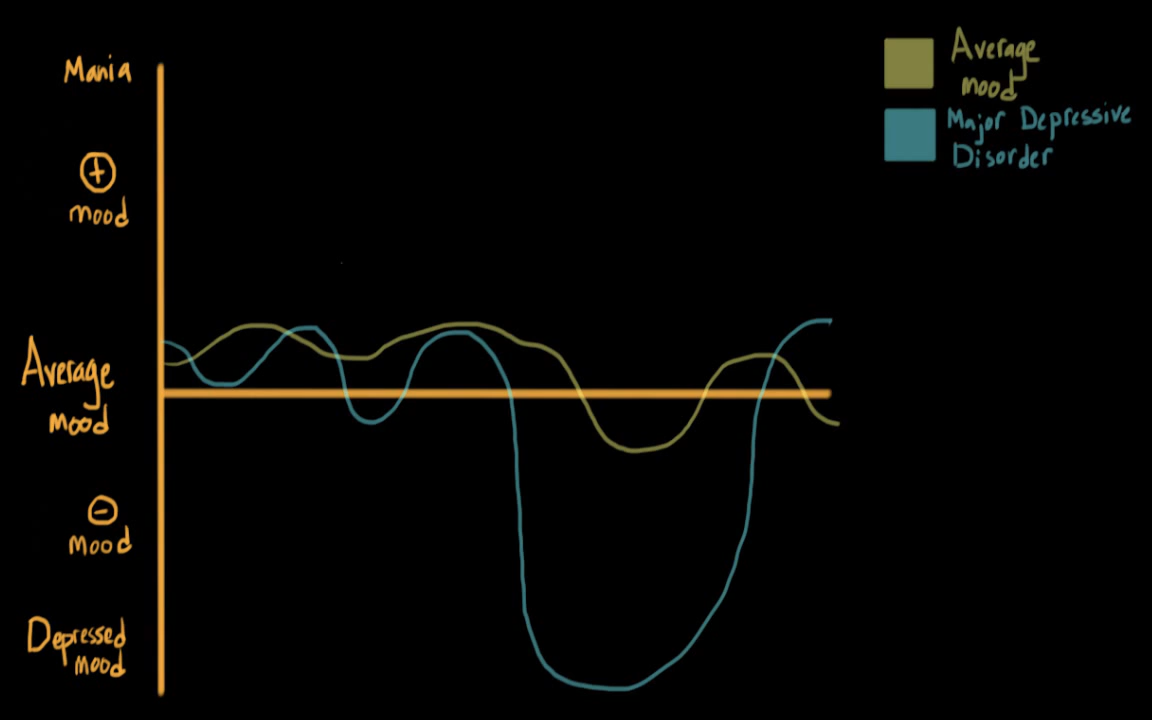 Mania
+
mood
Average
mood
-
mood
Depressed
mood
Average
mood
Major Depressive
Disorder